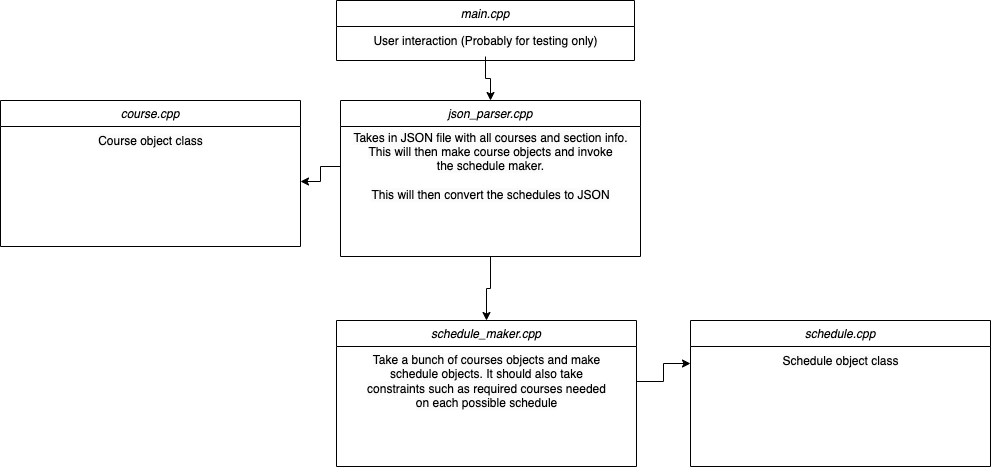 main.cpp
User interaction (Probably for testing only)
course.cpp
Course object class
json_parser.cpp
Takes in JSON file with all courses and section info.
This will then make course objects and invoke
the schedule maker.
This will then convert the schedules to JSON
schedule_maker.cpp
Take a bunch of courses objects and make
schedule objects. It should also take
constraints such as required courses needed
on each possible schedule
schedule.cpp
Schedule object class